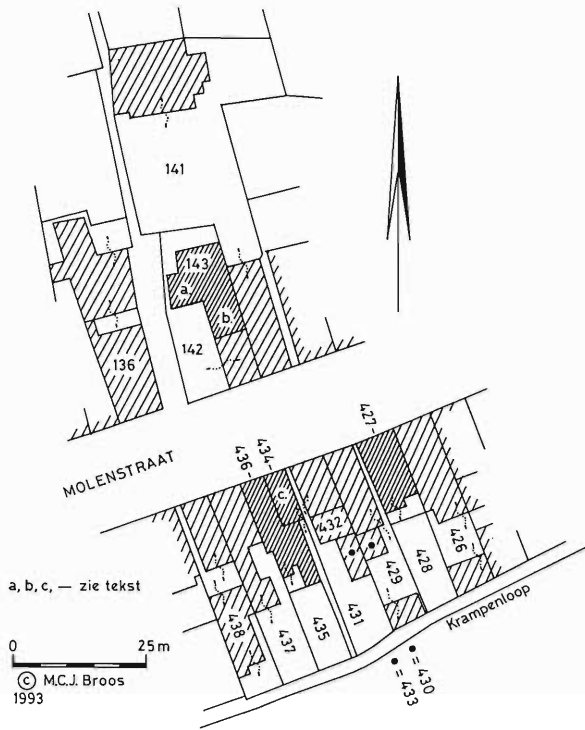 141
143
a.
b.
142
136
MOLENSTRAAT
427-
434-
436-
c.
432
426
428
429
431
435
437
438
Krampenloop
a, b, c, — zie tekst
0 25m
© M.C.J. Broos
1993
• = 430
• = 433